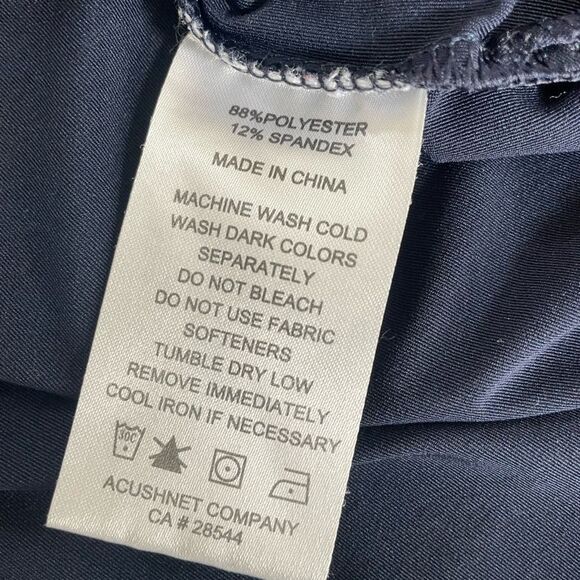 88%POLYESTER
12% SPANDEX
MADE IN CHINA
MACHINE WASH COLD
WASH DARK COLORS
SEPARATELY
DO NOT BLEACH
DO NOT USE FABRIC
SOFTENERS
TUMBLE DRY LOW
REMOVE IMMEDIATELY
COOL IRON IF NECESSARY
30C
ACUSHNET COMPANY
CA # 28544